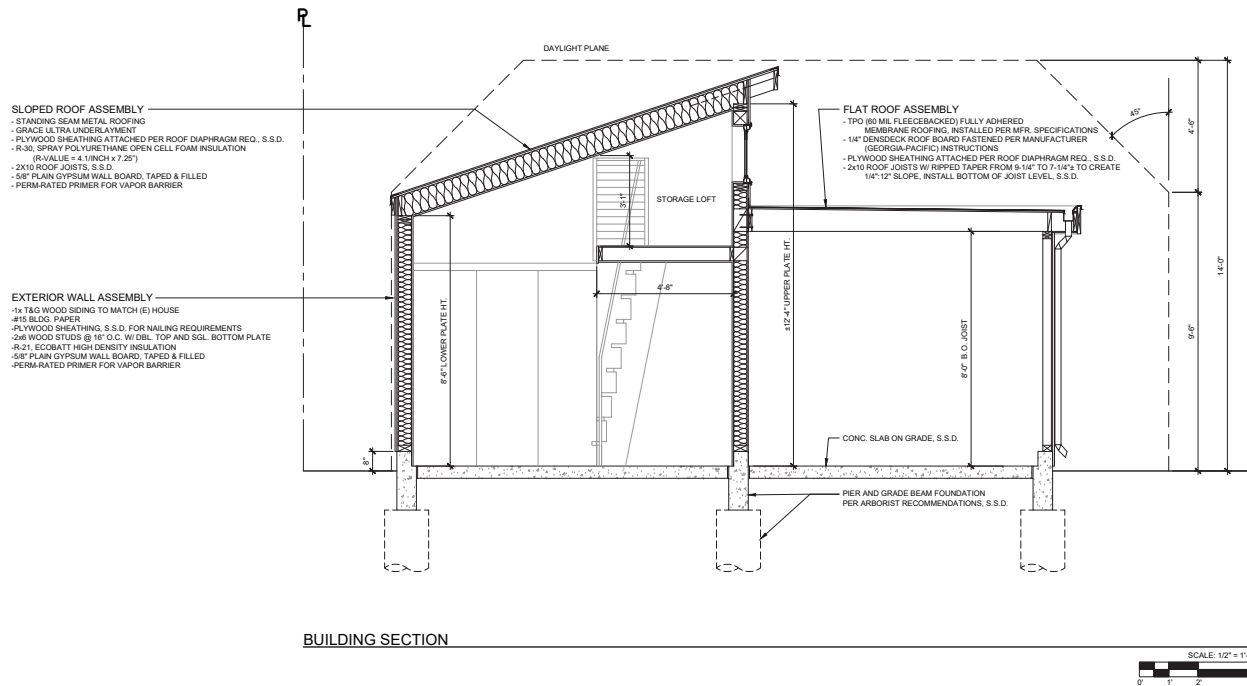 PL
DAYLIGHT PLANE
SLOPED ROOF ASSEMBLY
- STANDING SEAM METAL ROOFING
- GRACE ULTRA UNDERLAYMENT
- PLYWOOD SHEATHING ATTACHED PER ROOF DIAPHRAGM REQ., S.S.D.
- R-30, SPRAY POLYURETHANE OPEN CELL FOAM INSULATION
(R-VALUE = 4.1/INCH x 7.25")
- 2X10 ROOF JOISTS, S.S.D.
- 5/8" PLAIN GYPSUM WALL BOARD, TAPED & FILLED
- PERM-RATED PRIMER FOR VAPOR BARRIER
FLAT ROOF ASSEMBLY
- TPO (60 MIL FLEECEBACKED) FULLY ADHERED
MEMBRANE ROOFING, INSTALLED PER MFR. SPECIFICATIONS
- 1/4" DENSDECK ROOF BOARD FASTENED PER MANUFACTURER
(GEORGIA-PACIFIC) INSTRUCTIONS
- PLYWOOD SHEATHING ATTACHED PER ROOF DIAPHRAGM REQ., S.S.D.
- 2x10 ROOF JOISTS W/ RIPPED TAPER FROM 9-1/4" TO 7-1/4"± TO CREATE
1/4":12" SLOPE, INSTALL BOTTOM OF JOIST LEVEL, S.S.D.
45°
4'-6"
14'-0"
9'-6"
3'-1"
STORAGE LOFT
4'-8"
±12'-4" UPPER PLATE HT.
8'-6" LOWER PLATE HT.
8'-0" B.O. JOIST
EXTERIOR WALL ASSEMBLY
-1x T&G WOOD SIDING TO MATCH (E) HOUSE
-#15 BLDG. PAPER
-PLYWOOD SHEATHING, S.S.D. FOR NAILING REQUIREMENTS
-2x6 WOOD STUDS @ 16" O.C. W/ DBL. TOP AND SGL. BOTTOM PLATE
-R-21, ECOBATT HIGH DENSITY INSULATION
-5/8" PLAIN GYPSUM WALL BOARD, TAPED & FILLED
-PERM-RATED PRIMER FOR VAPOR BARRIER
8"
CONC. SLAB ON GRADE, S.S.D.
PIER AND GRADE BEAM FOUNDATION
PER ARBORIST RECOMMENDATIONS, S.S.D.
BUILDING SECTION
SCALE: 1/2" = 1'-
0' 1' 2'